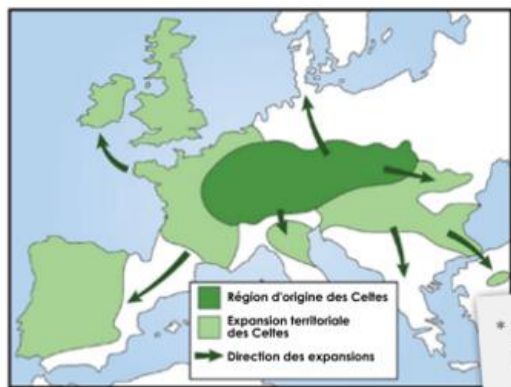 Région d'origine des Celtes
Expansion territoriale
des Celtes
Direction des expansions
*